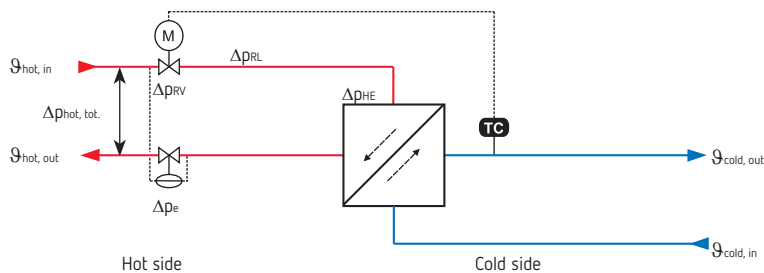 M
ϑhot, in
ΔpRL
ΔpRV
ΔpHE
Δphot, tot.
TC
ϑhot, out
ϑcold, out
Δpe
ϑcold, in
Hot side
Cold side